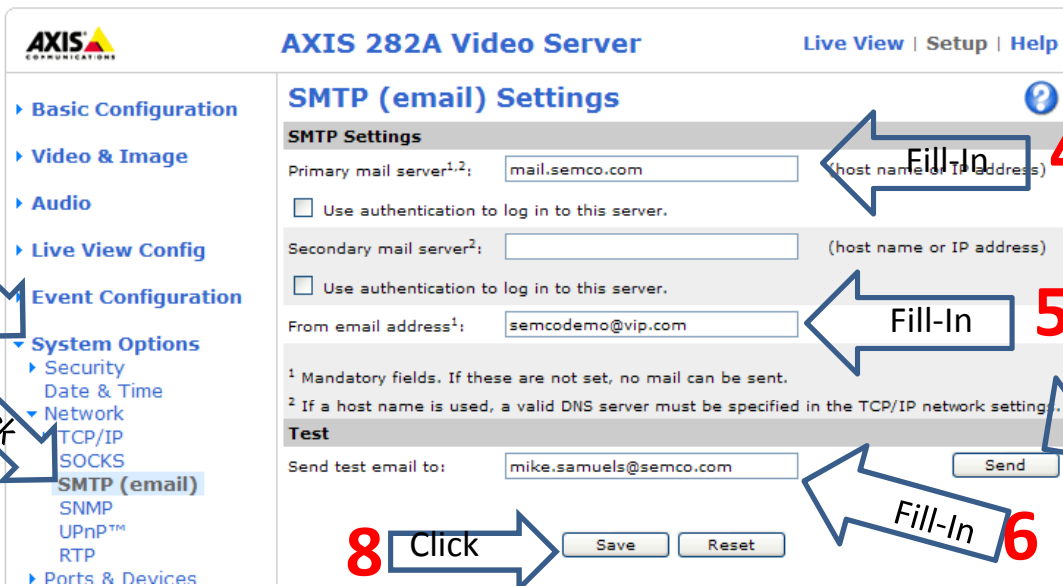 AXIS
COMMUNICATIONS
AXIS 282A Video Server
Live View | Setup | Help
Basic Configuration
Video & Image
Audio
Live View Config
Event Configuration
System Options
Security
Date & Time
Network
TCP/IP
SOCKS
SMTP (email)
SNMP
UPnP™
RTP
Ports & Devices
SMTP (email) Settings
?
SMTP Settings
Primary mail server1,2: mail.semco.com (host name or IP address)
Fill-In
4
Use authentication to log in to this server.
Secondary mail server2: (host name or IP address)
Use authentication to log in to this server.
From email address1: semcodemo@vip.com
Fill-In
5
1 Mandatory fields. If these are not set, no mail can be sent.
2 If a host name is used, a valid DNS server must be specified in the TCP/IP network settings.
Test
Send test email to: mike.samuels@semco.com Send
Fill-In
6
8
Click
Save Reset